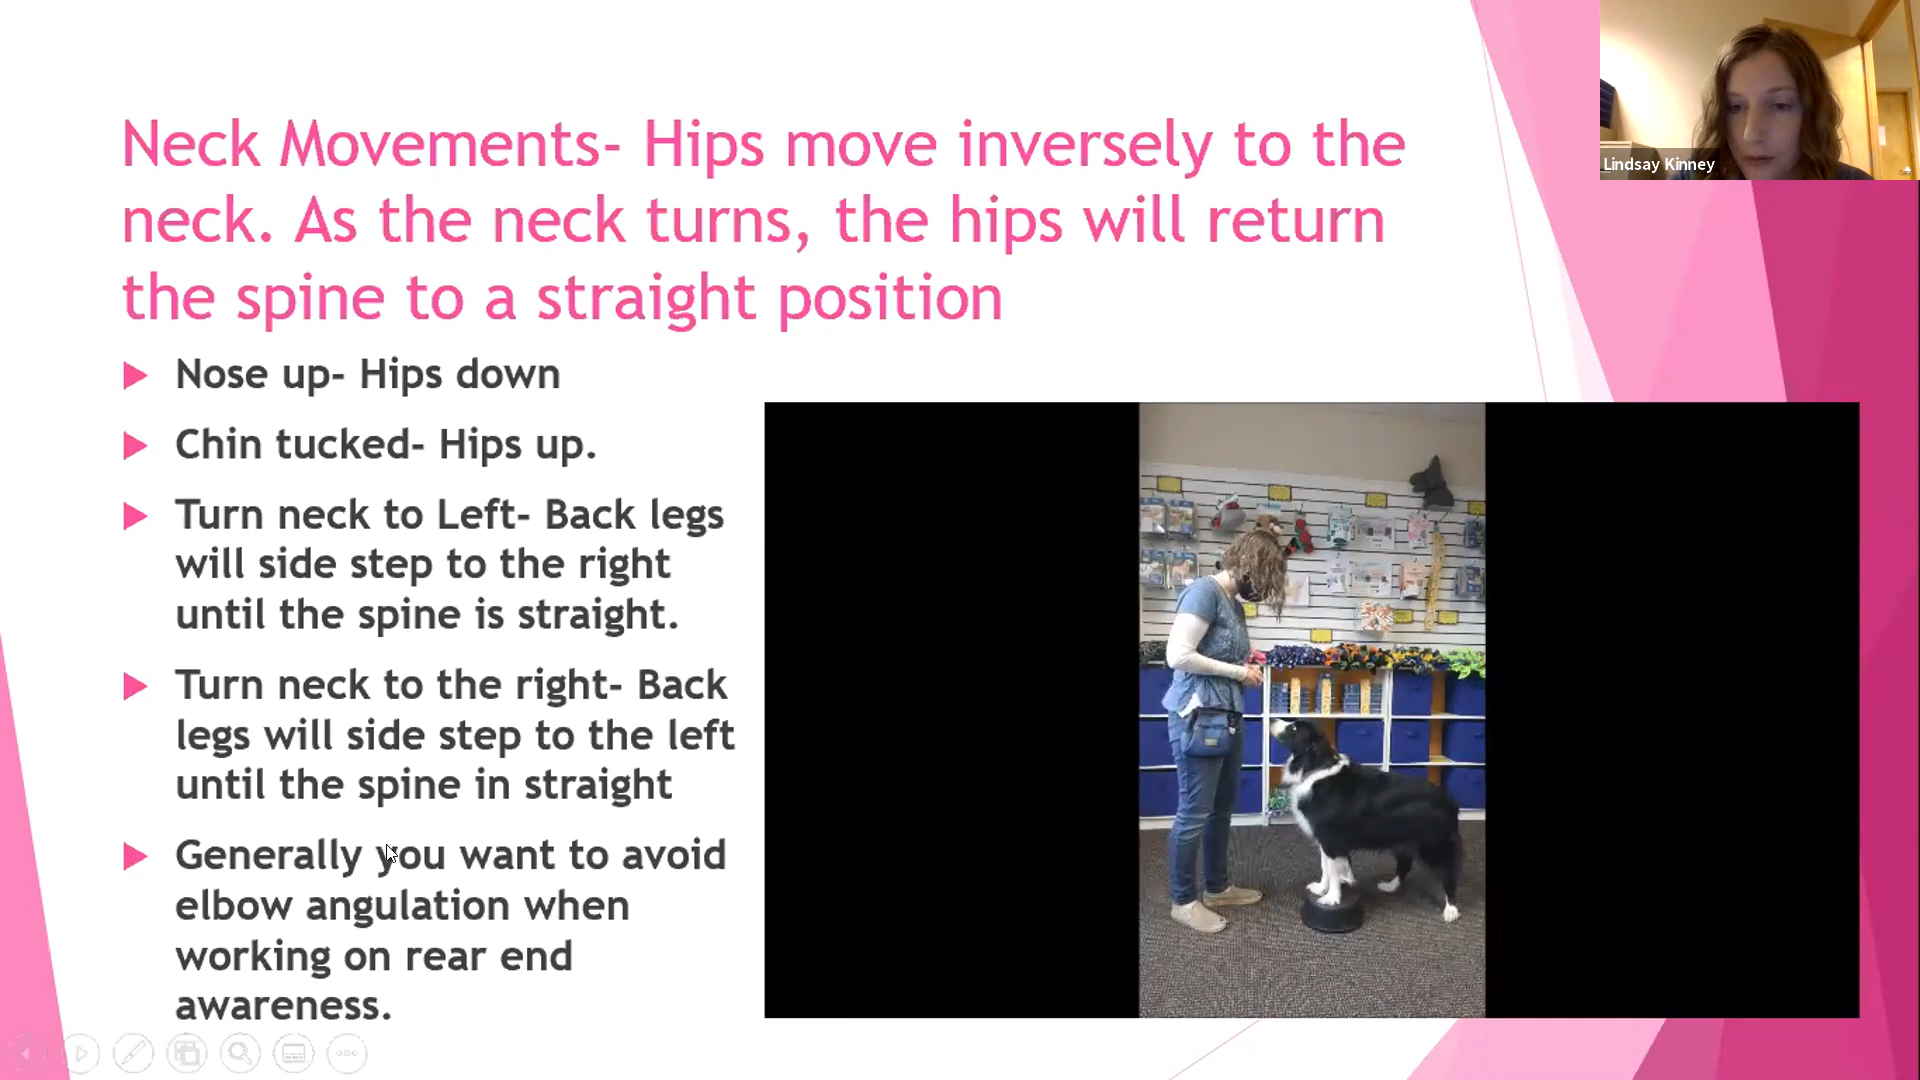 Neck Movements- Hips move inversely to the
neck. As the neck turns, the hips will return
the spine to a straight position
Nose up- Hips down
Chin tucked- Hips up.
Turn neck to Left- Back legs
will side step to the right
until the spine is straight.
Turn neck to the right- Back
legs will side step to the left
until the spine in straight
Generally you want to avoid
elbow angulation when
working on rear end
awareness.
Lindsay Kinney